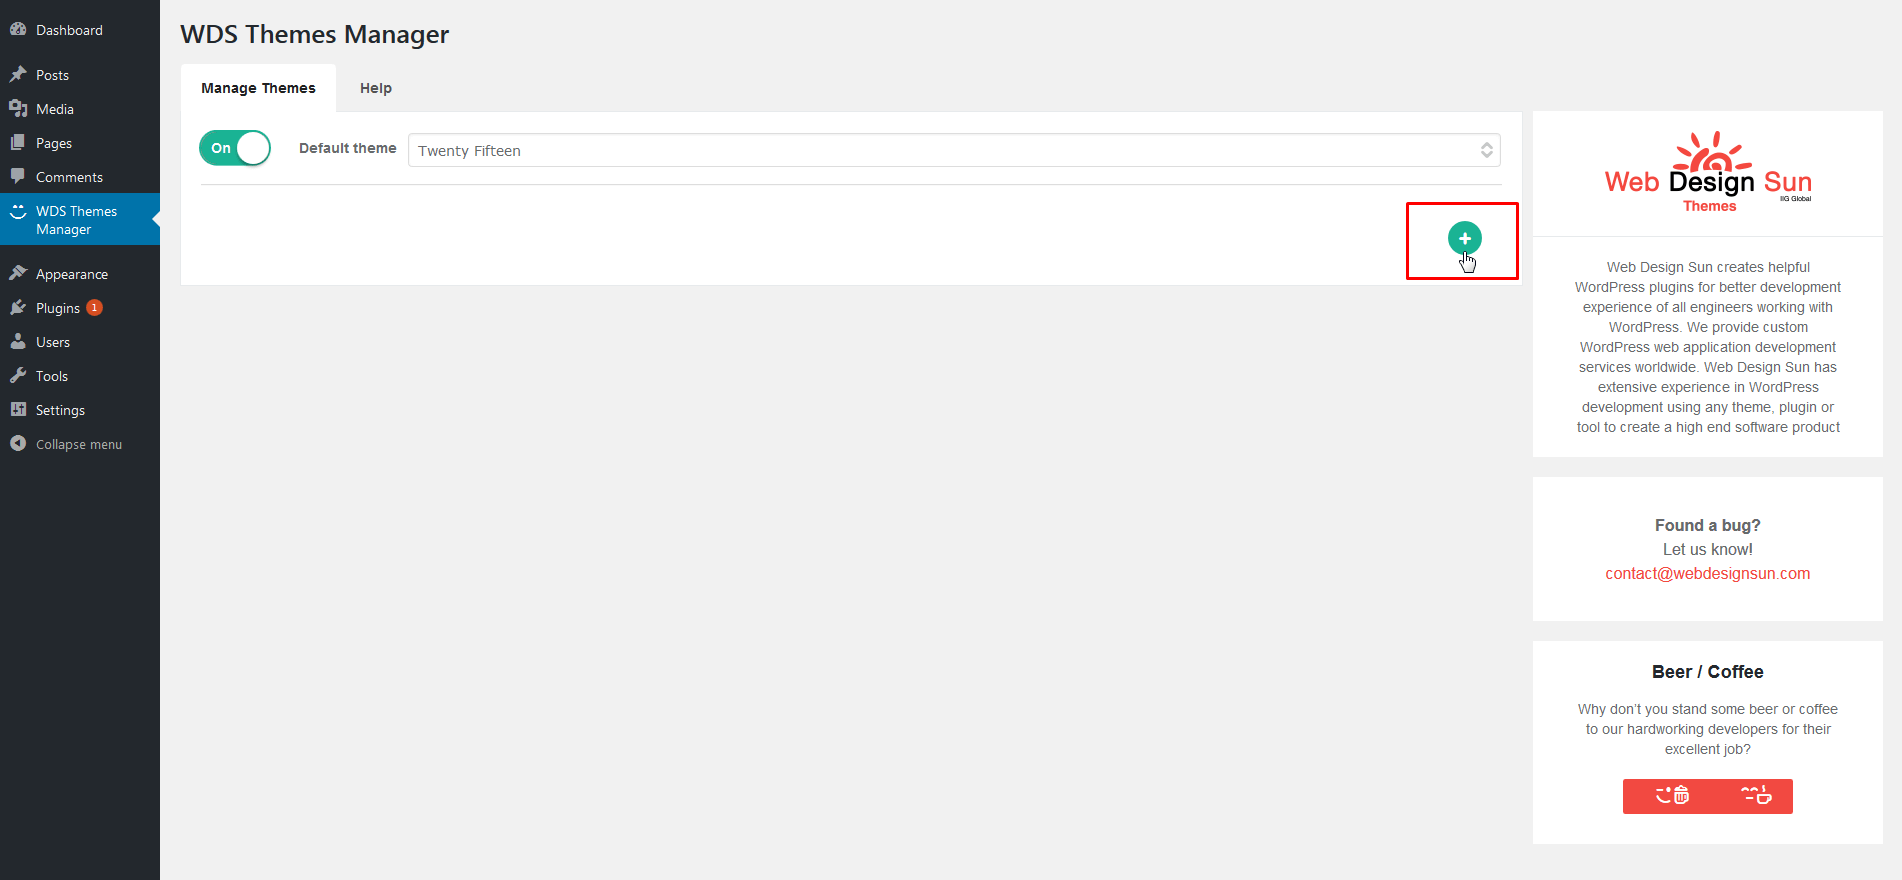 Dashboard
Posts
Media
Pages
Comments
WDS Themes
Manager
Appearance
Plugins 1
Users
Tools
Settings
Collapse menu
WDS Themes Manager
Manage Themes
Help
On
Default theme
Twenty Fifteen
Web Design Sun
IIG Global
Themes
Web Design Sun creates helpful
WordPress plugins for better development
experience of all engineers working with
WordPress. We provide custom
WordPress web application development
services worldwide. Web Design Sun has
extensive experience in WordPress
development using any theme, plugin or
tool to create a high end software product
Found a bug?
Let us know!
contact@webdesignsun.com
Beer / Coffee
Why don't you stand some beer or coffee
to our hardworking developers for their
excellent job?